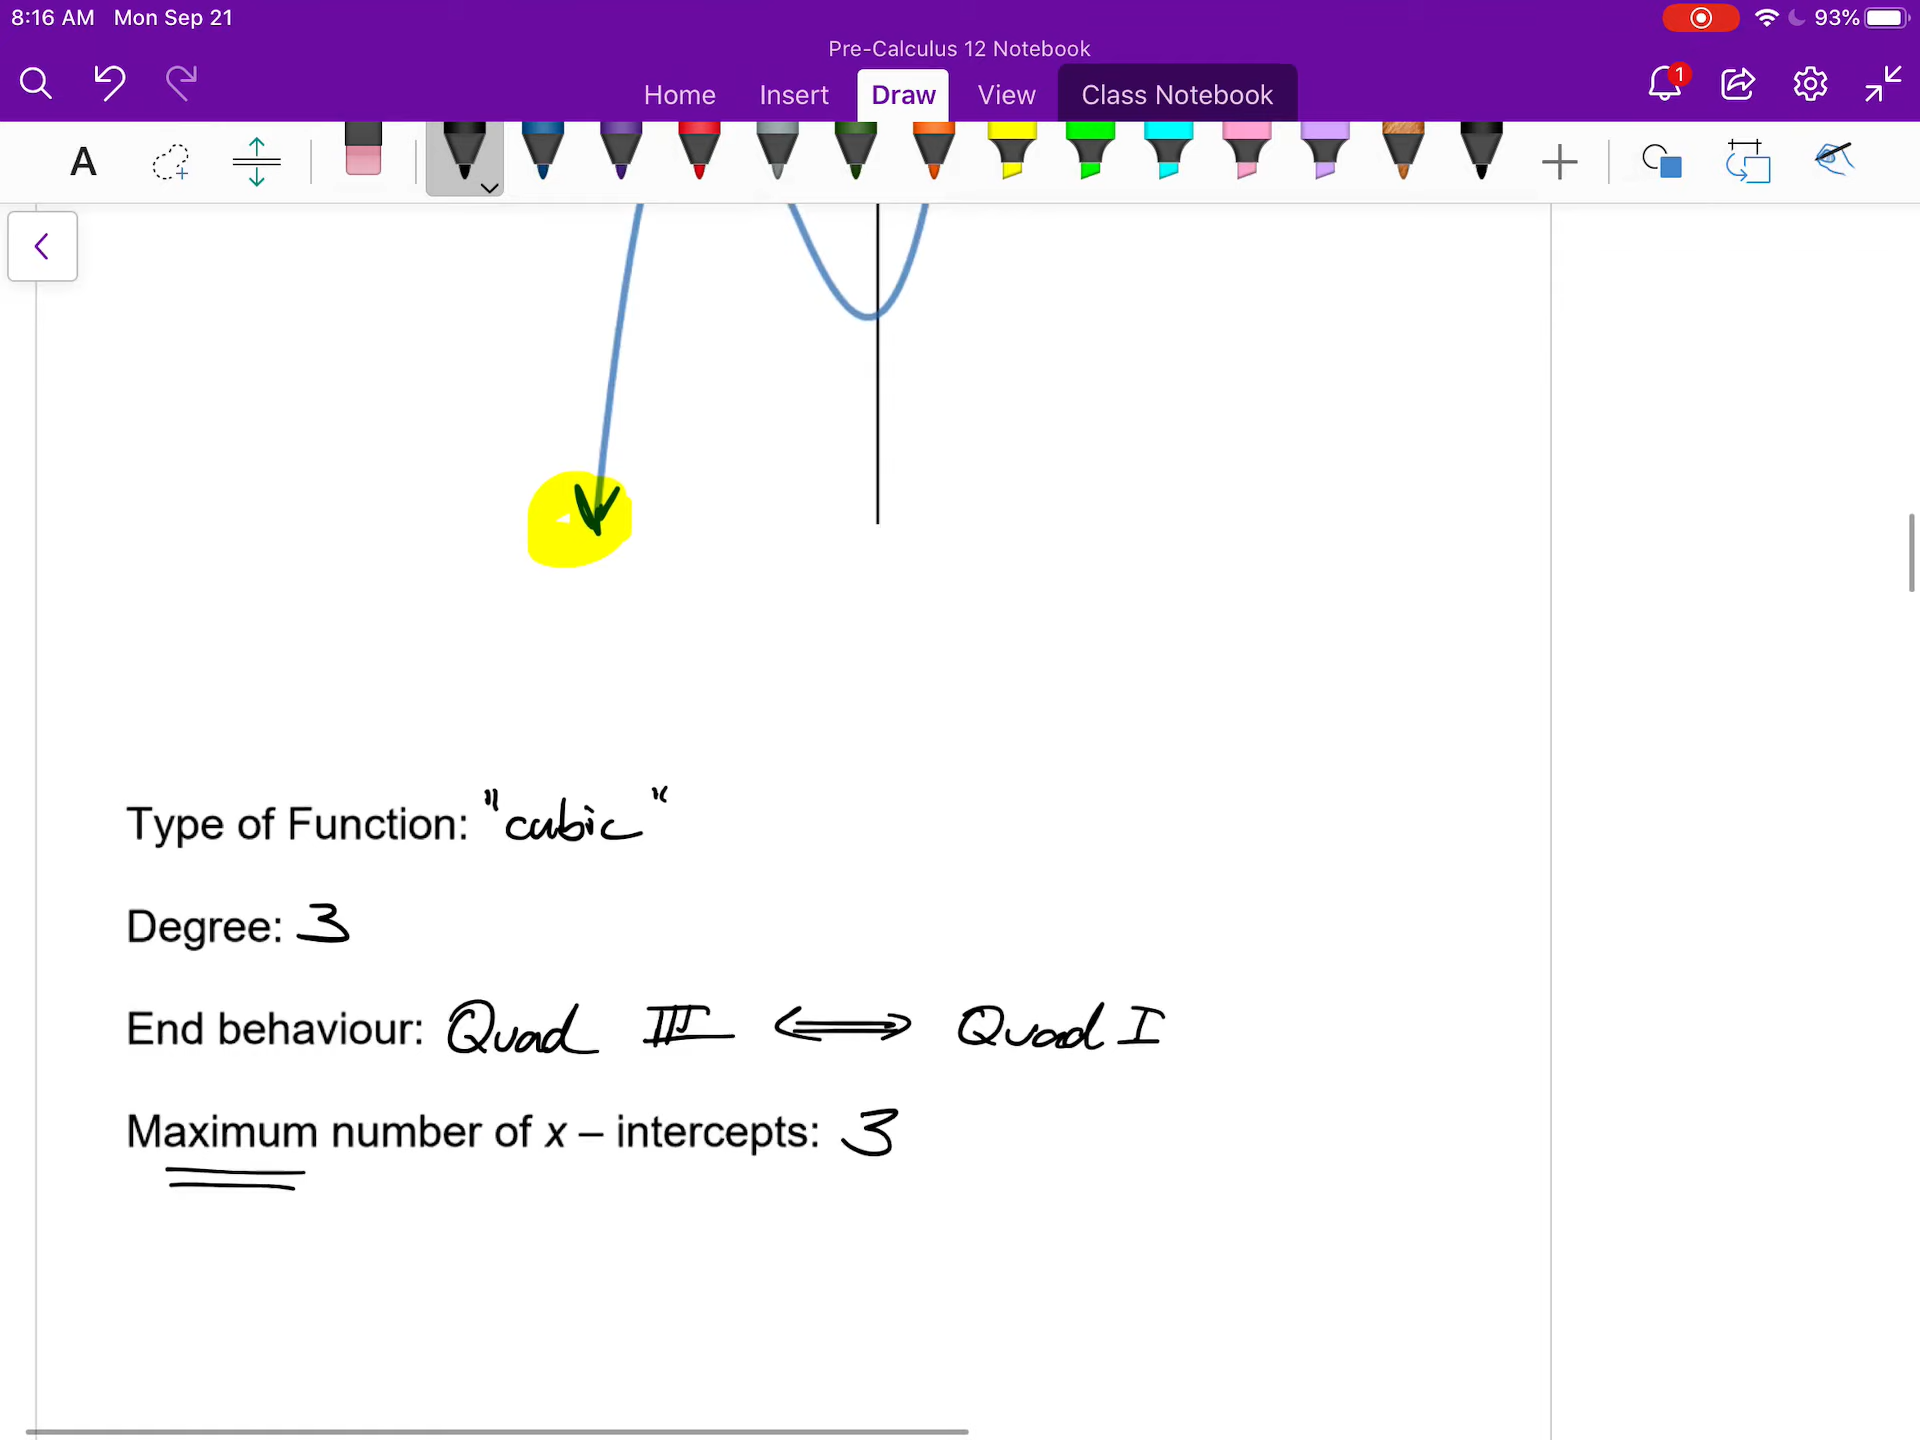 8:16 AM Mon Sep 21
93%
Pre-Calculus 12 Notebook
Home Insert Draw View Class Notebook
1
A
Type of Function: "cubic"
Degree: 3
End behaviour: Quad III ⟺ Quad I
Maximum number of x – intercepts: 3